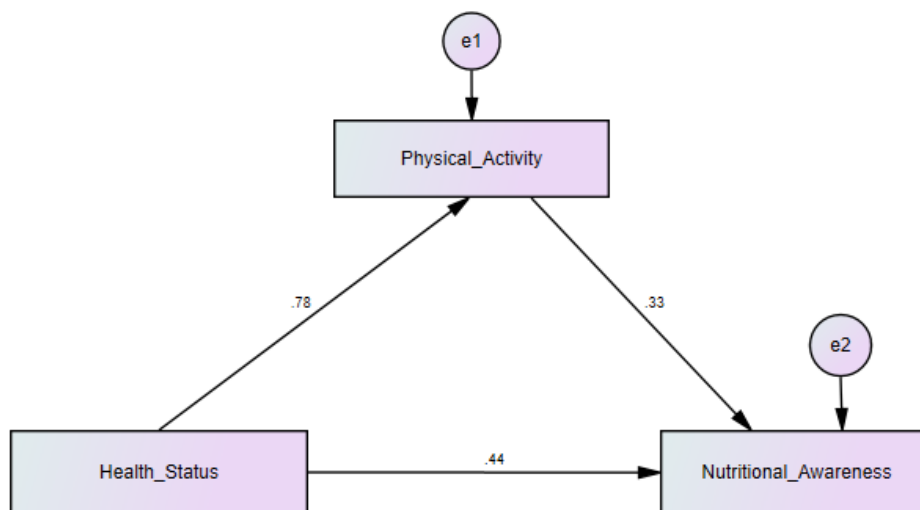 e1
Physical_Activity
.78
.33
e2
Health_Status
.44
Nutritional_Awareness